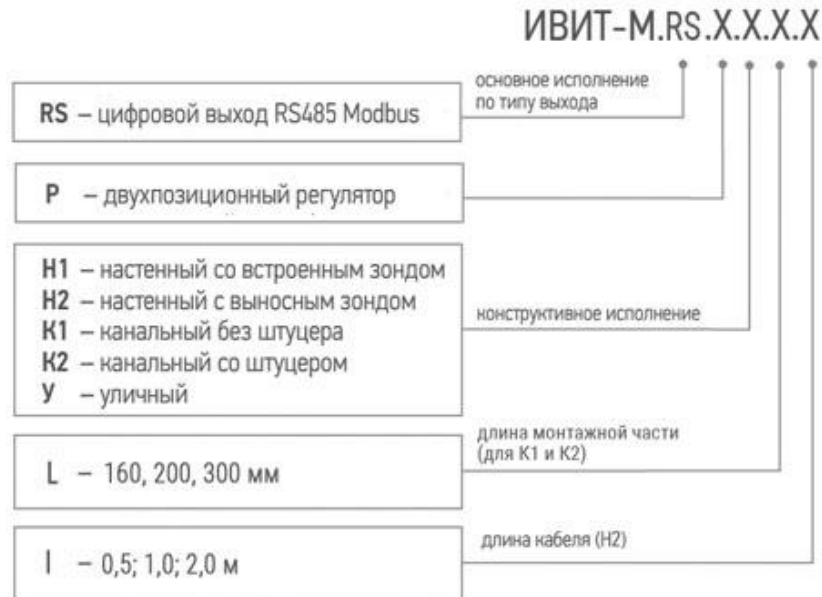 ИВИТ-М.RS.X.X.X.X
основное исполнение
по типу выхода
RS – цифровой выход RS485 Modbus
Р – двухпозиционный регулятор
Н1 – настенный со встроенным зондом
Н2 – настенный с выносным зондом
К1 – канальный без штуцера
К2 – канальный со штуцером
У – уличный
конструктивное исполнение
длина монтажной части
(для К1 и К2)
L – 160, 200, 300 мм
длина кабеля (Н2)
l – 0,5; 1,0; 2,0 м